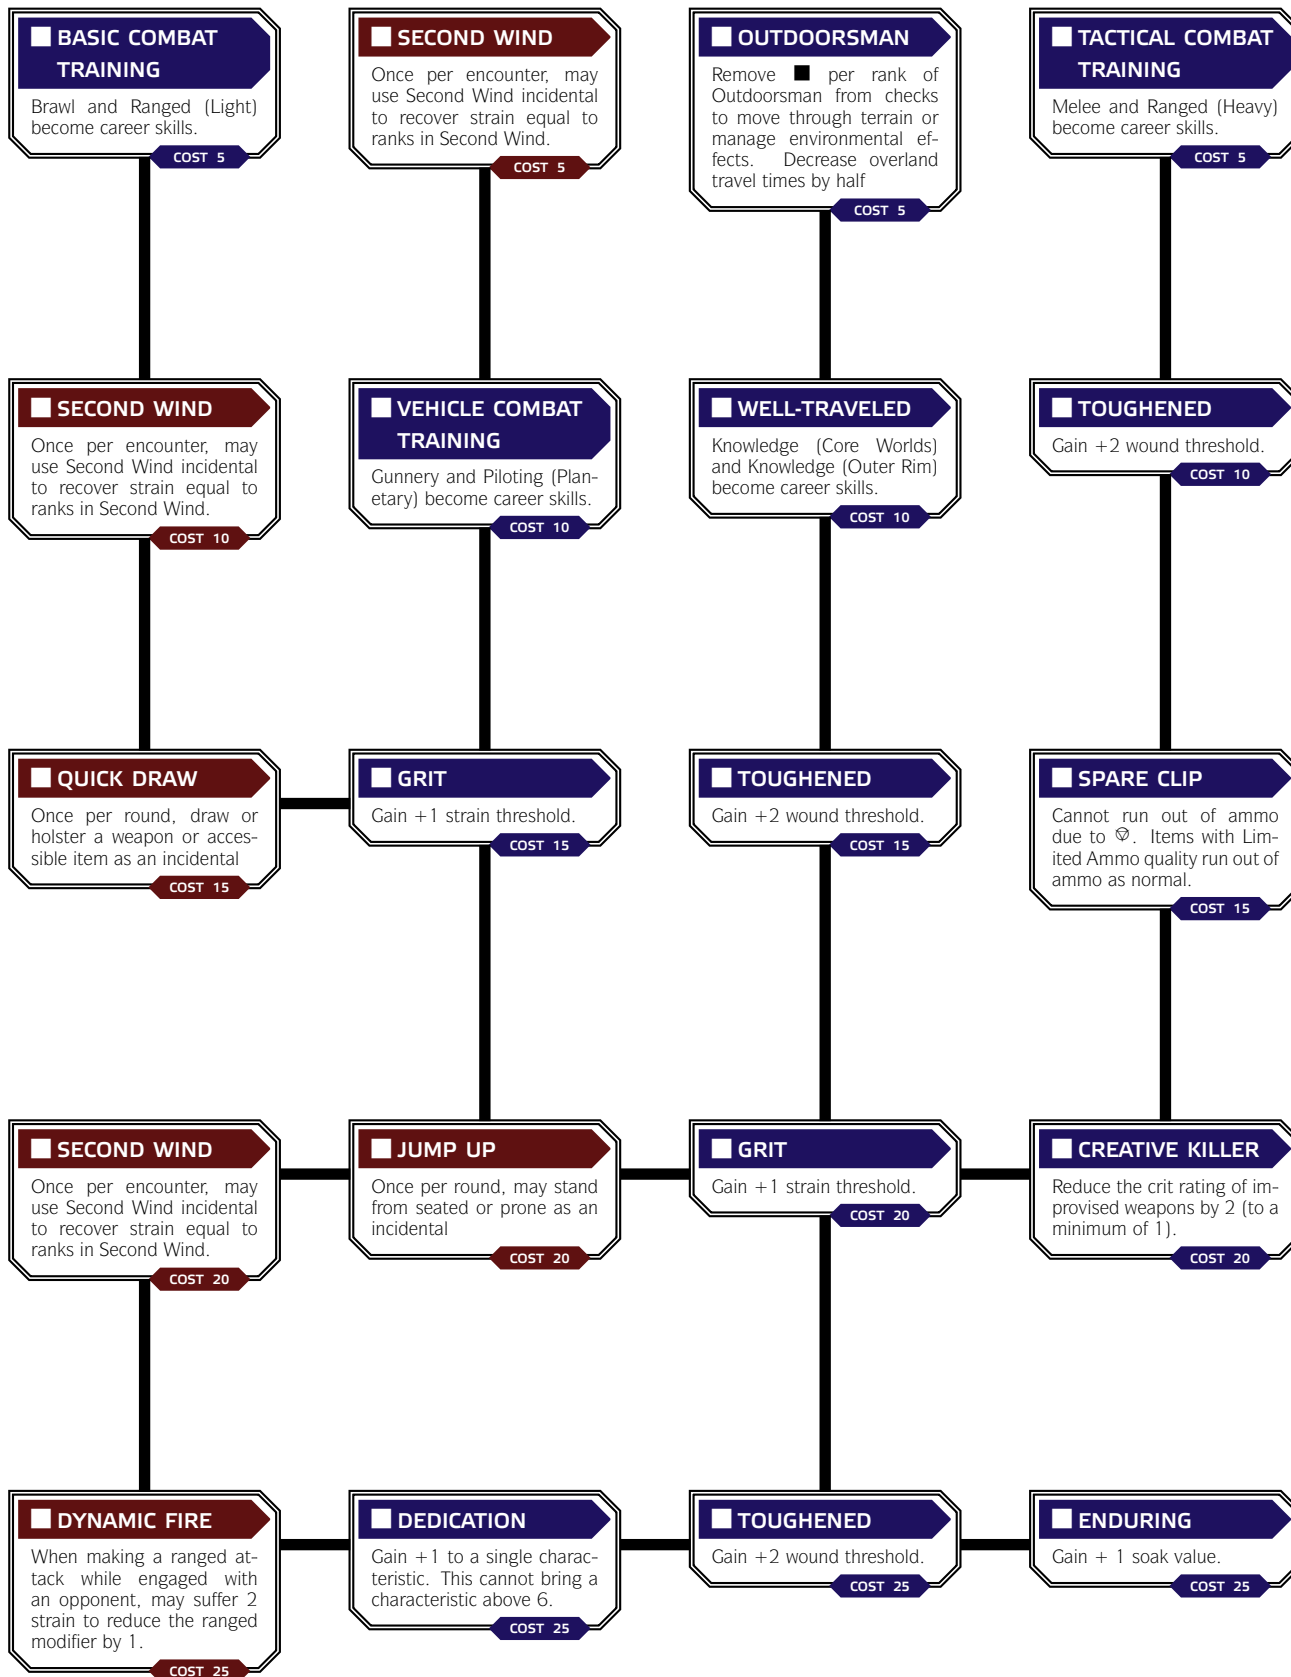 BASIC COMBAT
TRAINING
Brawl and Ranged (Light)
become career skills.
COST 5
SECOND WIND
Once per encounter, may
use Second Wind incidental
to recover strain equal to
ranks in Second Wind.
COST 5
OUTDOORSMAN
Remove ■ per rank of
Outdoorsman from checks
to move through terrain or
manage environmental ef-
fects. Decrease overland
travel times by half
COST 5
TACTICAL COMBAT
TRAINING
Melee and Ranged (Heavy)
become career skills.
COST 5
SECOND WIND
Once per encounter, may
use Second Wind incidental
to recover strain equal to
ranks in Second Wind.
COST 10
VEHICLE COMBAT
TRAINING
Gunnery and Piloting (Plan-
etary) become career skills.
COST 10
WELL-TRAVELED
Knowledge (Core Worlds)
and Knowledge (Outer Rim)
become career skills.
COST 10
TOUGHENED
Gain +2 wound threshold.
COST 10
QUICK DRAW
Once per round, draw or
holster a weapon or acces-
sible item as an incidental
COST 15
GRIT
Gain +1 strain threshold.
COST 15
TOUGHENED
Gain +2 wound threshold.
COST 15
SPARE CLIP
Cannot run out of ammo
due to . Items with Lim-
ited Ammo quality run out of
ammo as normal.
COST 15
SECOND WIND
Once per encounter, may
use Second Wind incidental
to recover strain equal to
ranks in Second Wind.
COST 20
JUMP UP
Once per round, may stand
from seated or prone as an
incidental
COST 20
GRIT
Gain +1 strain threshold.
COST 20
CREATIVE KILLER
Reduce the crit rating of im-
provised weapons by 2 (to a
minimum of 1).
COST 20
DYNAMIC FIRE
When making a ranged at-
tack while engaged with
an opponent, may suffer 2
strain to reduce the ranged
modifier by 1.
COST 25
DEDICATION
Gain +1 to a single charac-
teristic. This cannot bring a
characteristic above 6.
COST 25
TOUGHENED
Gain +2 wound threshold.
COST 25
ENDURING
Gain + 1 soak value.
COST 25